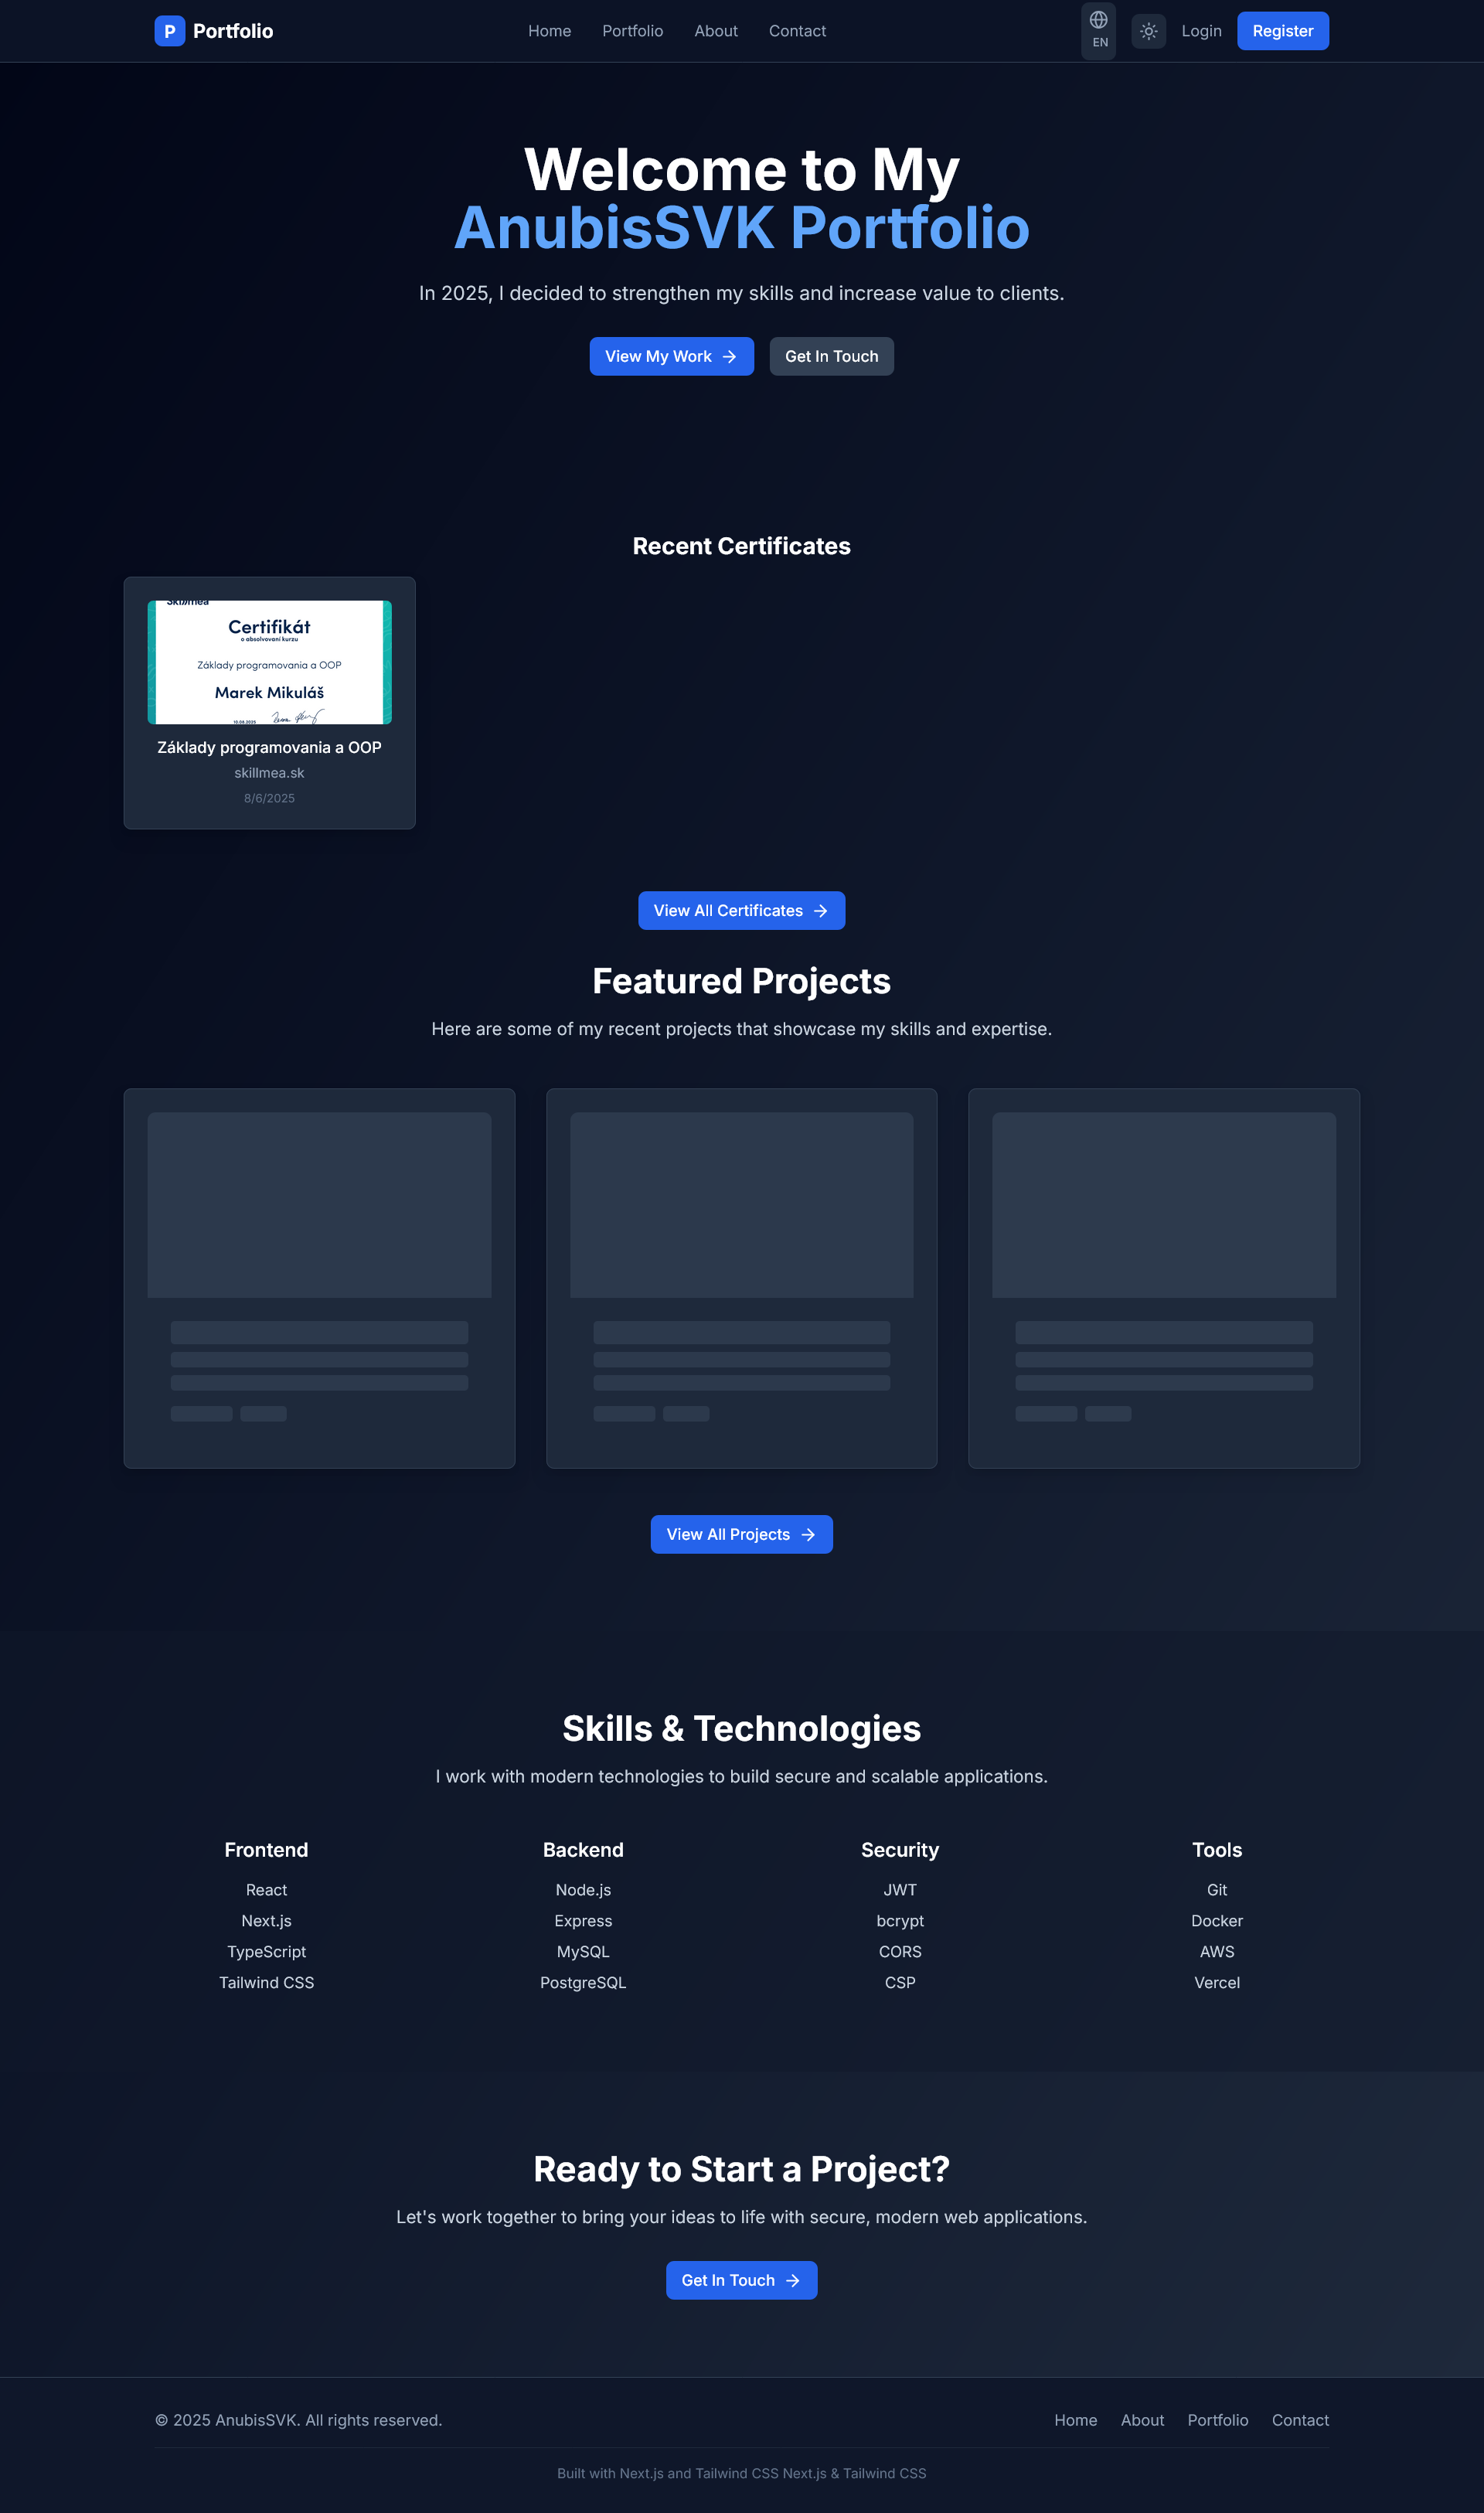 P Portfolio
Home Portfolio About Contact
EN
Login
Register
Welcome to My
AnubisSVK Portfolio
In 2025, I decided to strengthen my skills and increase value to clients.
View My Work
Get In Touch
Recent Certificates
Skillmea
Certifikát
o absolvovaní kurzu
Základy programovania a OOP
Marek Mikuláš
10.08.2025
Základy programovania a OOP
skillmea.sk
8/6/2025
View All Certificates
Featured Projects
Here are some of my recent projects that showcase my skills and expertise.
View All Projects
Skills & Technologies
I work with modern technologies to build secure and scalable applications.
Frontend
React
Next.js
TypeScript
Tailwind CSS
Backend
Node.js
Express
MySQL
PostgreSQL
Security
JWT
bcrypt
CORS
CSP
Tools
Git
Docker
AWS
Vercel
Ready to Start a Project?
Let's work together to bring your ideas to life with secure, modern web applications.
Get In Touch
© 2025 AnubisSVK. All rights reserved.
Home About Portfolio Contact
Built with Next.js and Tailwind CSS Next.js & Tailwind CSS